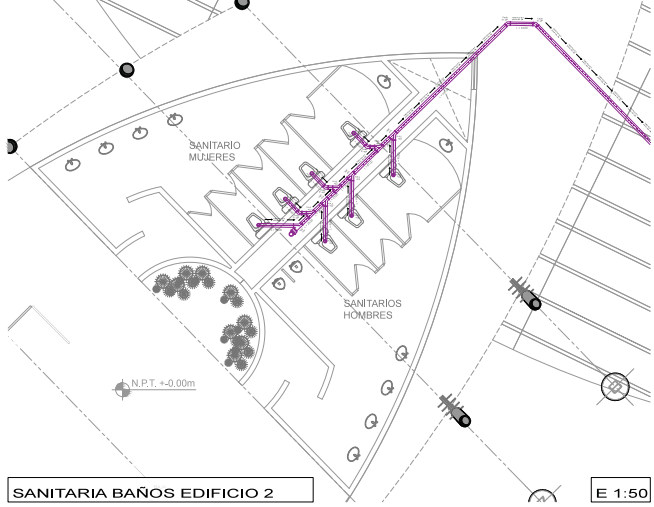 SANITARIO
MUJERES
SANITARIOS
HOMBRES
N.P.T. +-0.00m
SANITARIA BAÑOS EDIFICIO 2
E 1:50